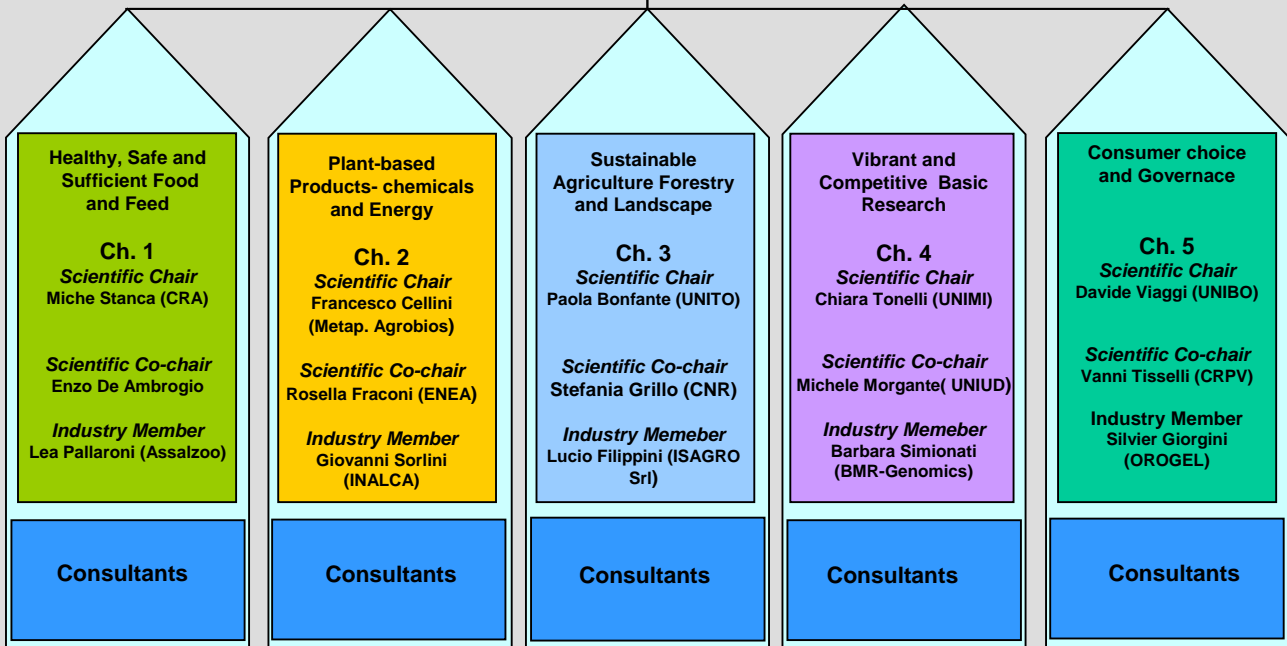 Healthy, Safe and
Sufficient Food
and Feed
Ch. 1
Scientific Chair
Miche Stanca (CRA)
Scientific Co-chair
Enzo De Ambrogio
Industry Member
Lea Pallaroni (Assalzoo)
Consultants
Plant-based
Products- chemicals
and Energy
Ch. 2
Scientific Chair
Francesco Cellini
(Metap. Agrobios)
Scientific Co-chair
Rosella Fraconi (ENEA)
Industry Member
Giovanni Sorlini
(INALCA)
Consultants
Sustainable
Agriculture Forestry
and Landscape
Ch. 3
Scientific Chair
Paola Bonfante (UNITO)
Scientific Co-chair
Stefania Grillo (CNR)
Industry Memeber
Lucio Filippini (ISAGRO
Srl)
Consultants
Vibrant and
Competitive Basic
Research
Ch. 4
Scientific Chair
Chiara Tonelli (UNIMI)
Scientific Co-chair
Michele Morgante( UNIUD)
Industry Memeber
Barbara Simionati
(BMR-Genomics)
Consultants
Consumer choice
and Governace
Ch. 5
Scientific Chair
Davide Viaggi (UNIBO)
Scientific Co-chair
Vanni Tisselli (CRPV)
Industry Member
Silvier Giorgini
(OROGEL)
Consultants